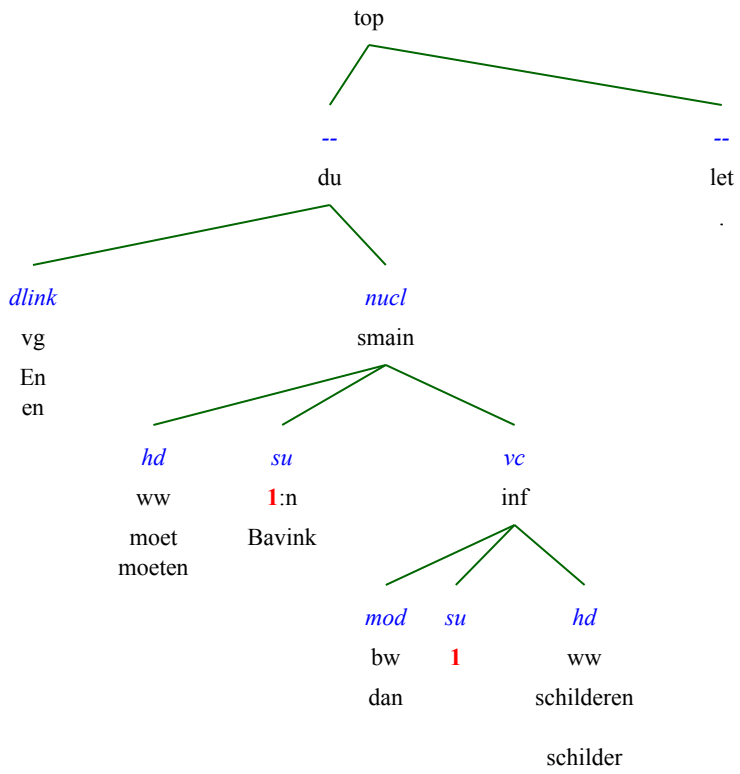 top
-- --
du let
.
dlink nucl
vg smain
En
en
hd su vc
ww 1:n inf
moet Bavink
moeten
mod su hd
bw 1 ww
dan schilderen
schilder